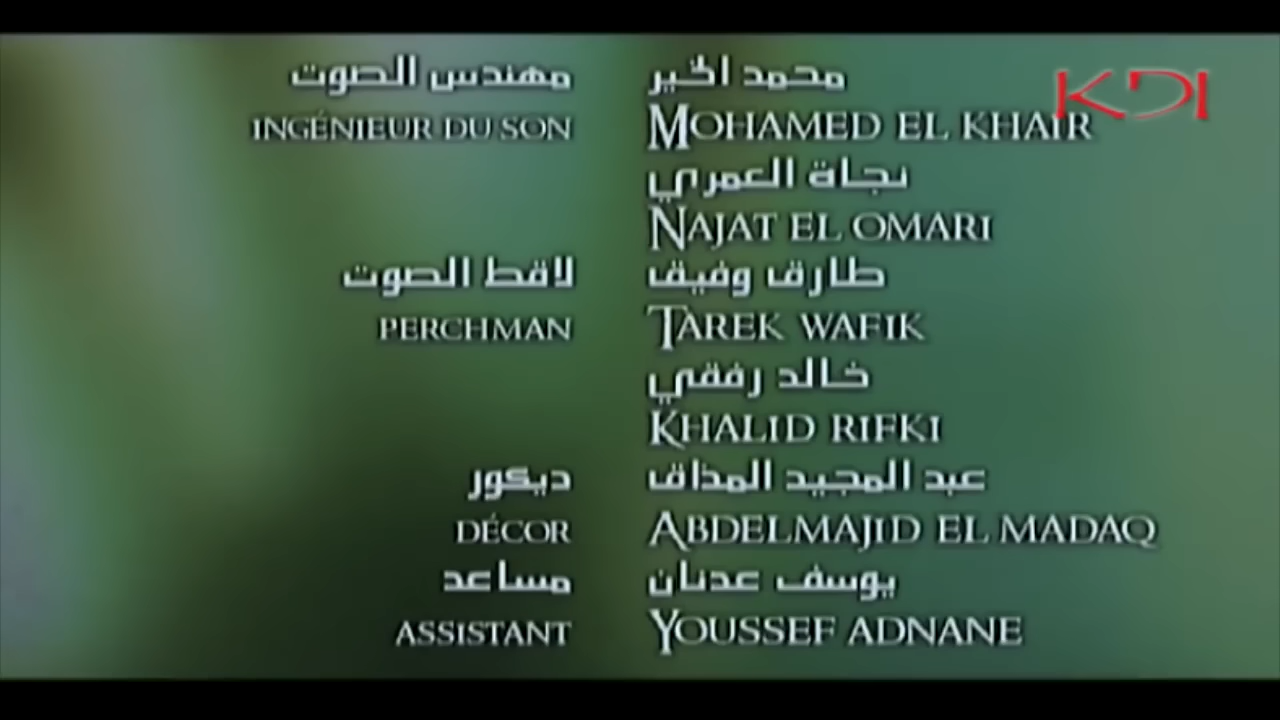 KDI
مهندس الصوت محمد الخير
INGÉNIEUR DU SON MOHAMED EL KHAIR
نجاة العمري
NAJAT EL OMARI
لاقط الصوت طارق وفيق
PERCHMAN TAREK WAFIK
خالد رفقي
KHALID RIFKI
ديكور عبد المجيد المذاق
DÉCOR ABDELMAJID EL MADAQ
مساعد يوسف عدنان
ASSISTANT YOUSSEF ADNANE